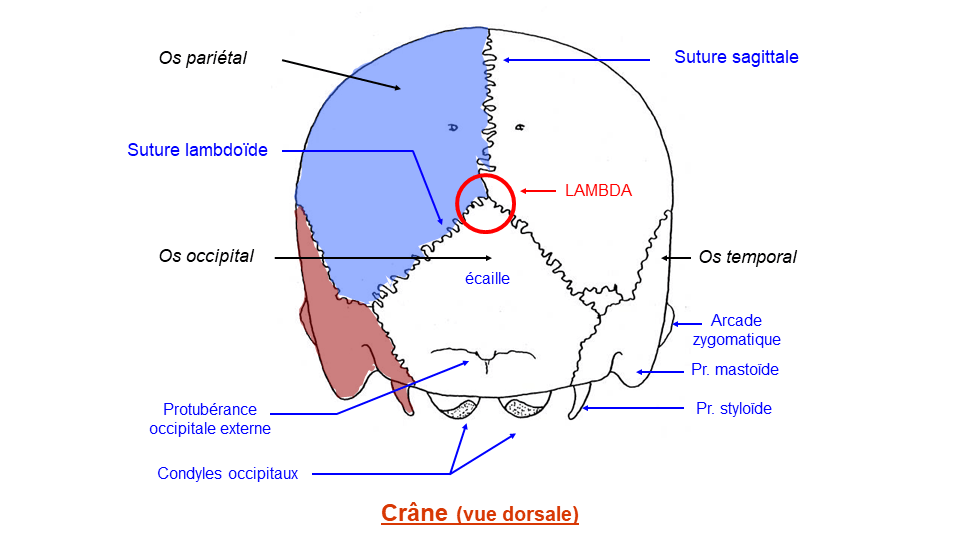 Os pariétal
Suture sagittale
Suture lambdoïde
LAMBDA
Os occipital
Os temporal
écaille
Arcade
zygomatique
Pr. mastoïde
Protubérance
occipitale externe
Pr. styloïde
Condyles occipitaux
Crâne (vue dorsale)